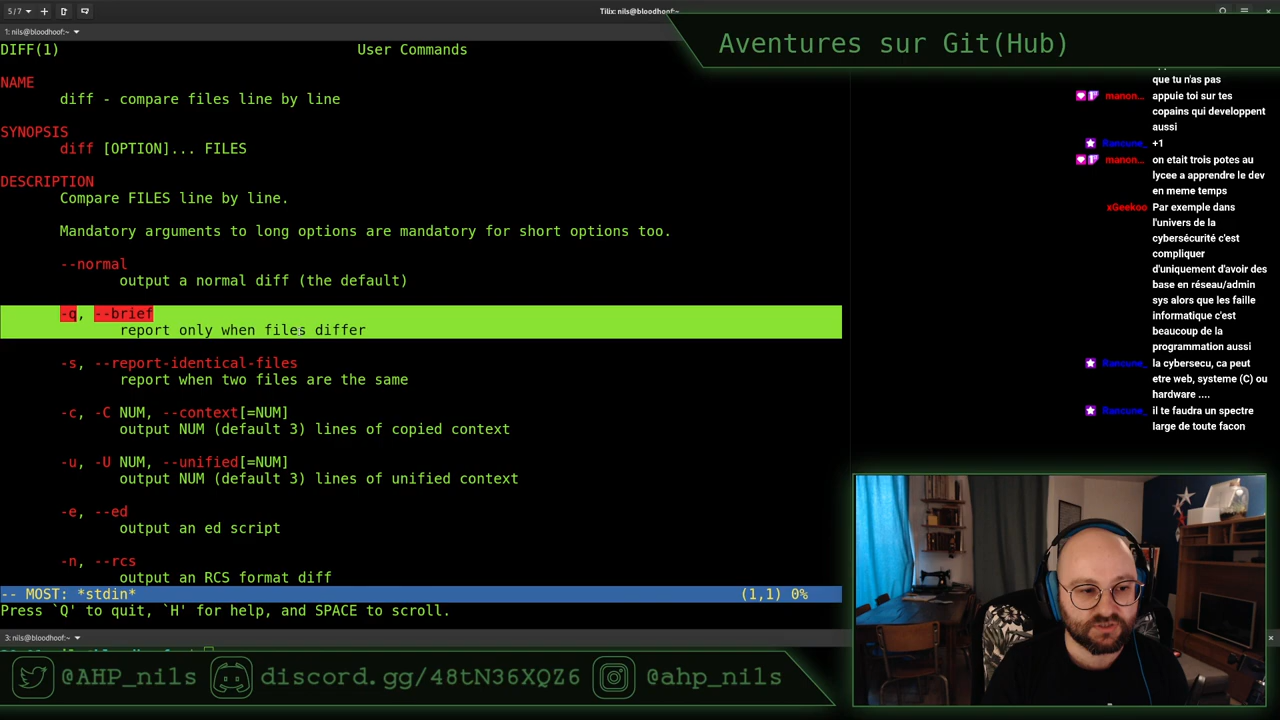 5/7
Tilix: nils@bloodhoof:~
1: nils@bloodhoof:~
Aventures sur Git(Hub)
DIFF(1) User Commands
NAME
diff - compare files line by line
SYNOPSIS
diff [OPTION]... FILES
DESCRIPTION
Compare FILES line by line.
Mandatory arguments to long options are mandatory for short options too.
--normal
output a normal diff (the default)
-q, --brief
report only when files differ
-s, --report-identical-files
report when two files are the same
-c, -C NUM, --context[=NUM]
output NUM (default 3) lines of copied context
-u, -U NUM, --unified[=NUM]
output NUM (default 3) lines of unified context
-e, --ed
output an ed script
-n, --rcs
output an RCS format diff
-- MOST: *stdin* (1,1) 0%
Press `Q' to quit, `H' for help, and SPACE to scroll.
3: nils@bloodhoof:~
que tu n'as pas
manon... appuie toi sur tes
copains qui developpent
aussi
Rancune_ +1
manon... on etait trois potes au
lycee a apprendre le dev
en meme temps
xGeekoo Par exemple dans
l'univers de la
cybersécurité c'est
compliquer
d'uniquement d'avoir des
base en réseau/admin
sys alors que les faille
informatique c'est
beaucoup de la
programmation aussi
Rancune_ la cybersecu, ca peut
etre web, systeme (C) ou
hardware ....
Rancune_ il te faudra un spectre
large de toute facon
@AHP_nils discord.gg/48tN36XQZ6 @ahp_nils